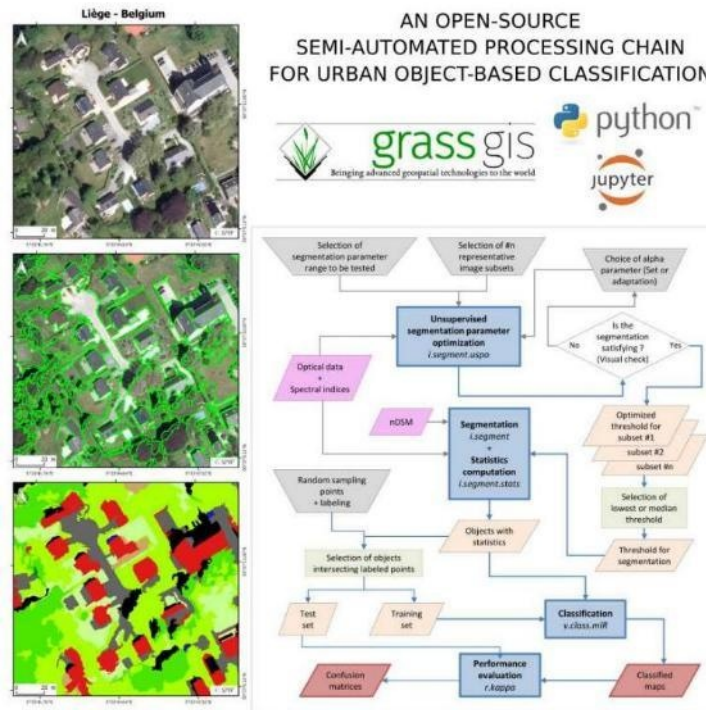 Liège - Belgium
AN OPEN-SOURCE
SEMI-AUTOMATED PROCESSING CHAIN
FOR URBAN OBJECT-BASED CLASSIFICATION
grass gis
Bringing advanced geospatial technologies to the world
python
jupyter
Selection of
segmentation parameter
range to be tested
Selection of #n
representative
image subsets
Choice of alpha
parameter (Set or
adaptation)
Unsupervised
segmentation parameter
optimization
i.segment.uspo
No
Is the
segmentation
satisfying ?
(Visual check)
Yes
Optical data
+
Spectral indices
nDSM
Segmentation
i.segment
+
Statistics
computation
i.segment.stats
Optimized
threshold for
subset #1
subset #2
subset #n
Random sampling
points
+ labeling
Selection of
lowest or median
threshold
Objects with
statistics
Threshold for
segmentation
Selection of objects
intersecting labeled points
Test
set
Training
set
Classification
v.class.mlR
Confusion
matrices
Performance
evaluation
r.kappa
Classified
maps